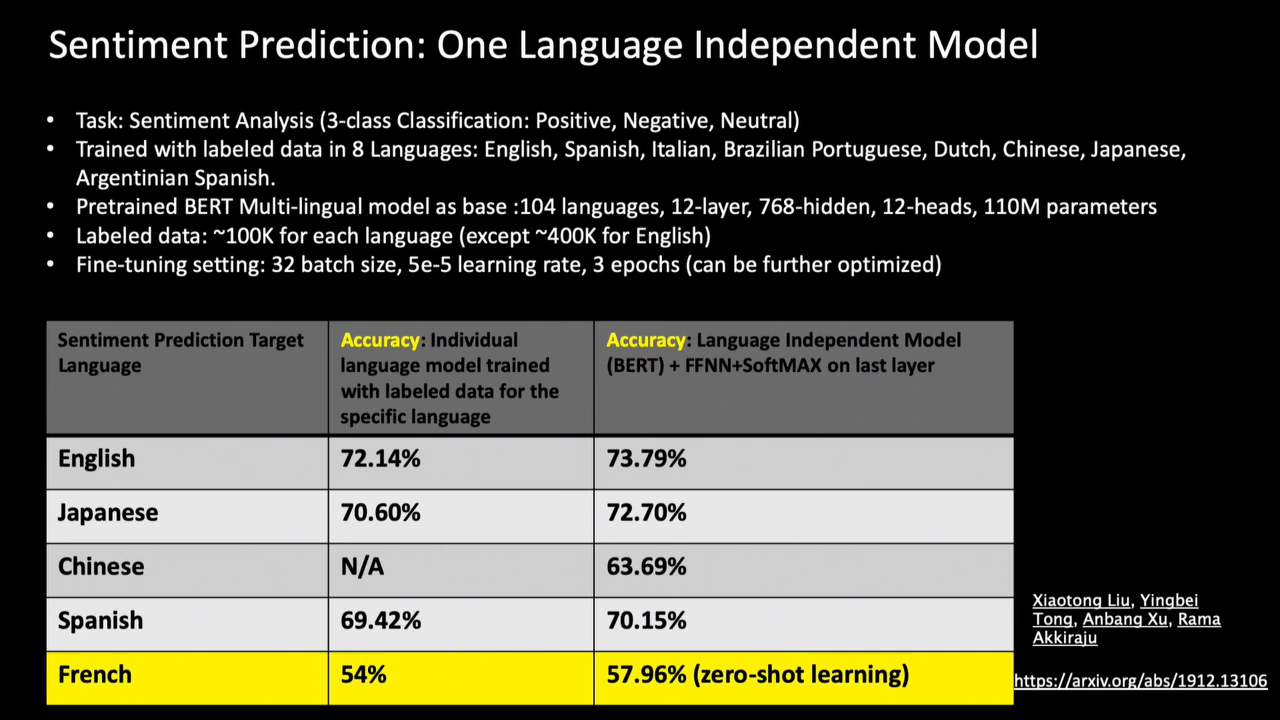 Sentiment Prediction: One Language Independent Model
• Task: Sentiment Analysis (3-class Classification: Positive, Negative, Neutral)
• Trained with labeled data in 8 Languages: English, Spanish, Italian, Brazilian Portuguese, Dutch, Chinese, Japanese,
Argentinian Spanish.
• Pretrained BERT Multi-lingual model as base :104 languages, 12-layer, 768-hidden, 12-heads, 110M parameters
• Labeled data: ~100K for each language (except ~400K for English)
• Fine-tuning setting: 32 batch size, 5e-5 learning rate, 3 epochs (can be further optimized)
Sentiment Prediction Target
Language
Accuracy: Individual
language model trained
with labeled data for the
specific language
Accuracy: Language Independent Model
(BERT) + FFNN+SoftMAX on last layer
English
72.14%
73.79%
Japanese
70.60%
72.70%
Chinese
N/A
63.69%
Spanish
69.42%
70.15%
French
54%
57.96% (zero-shot learning)
Xiaotong Liu, Yingbei
Tong, Anbang Xu, Rama
Akkiraju
https://arxiv.org/abs/1912.13106